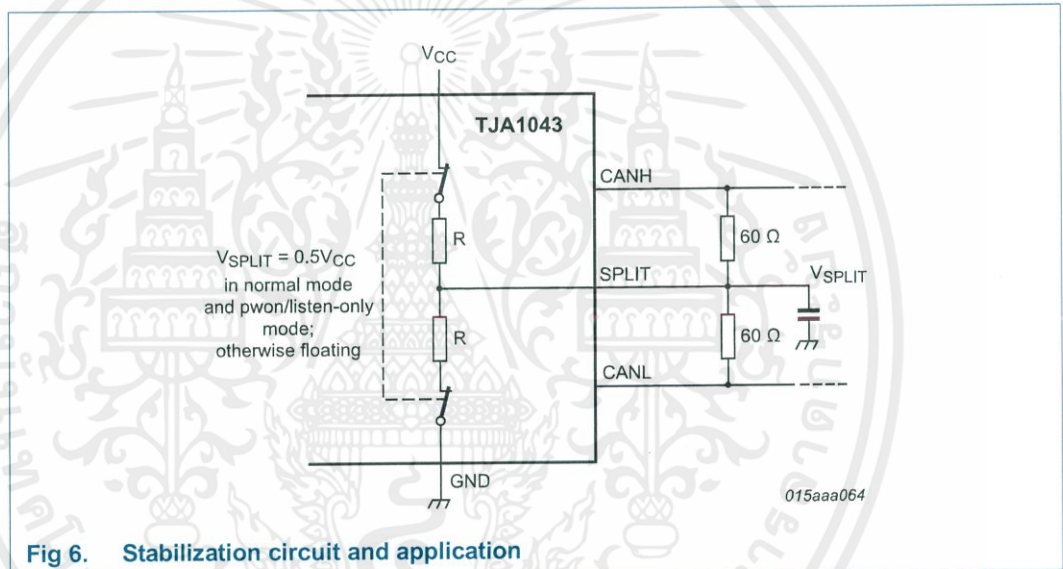 VCC
TJA1043
CANH
R
60 Ω
VSPLIT = 0.5VCC
in normal mode
and pwon/listen-only
mode;
otherwise floating
SPLIT
VSPLIT
R
60 Ω
CANL
GND
015aaa064
Fig 6. Stabilization circuit and application